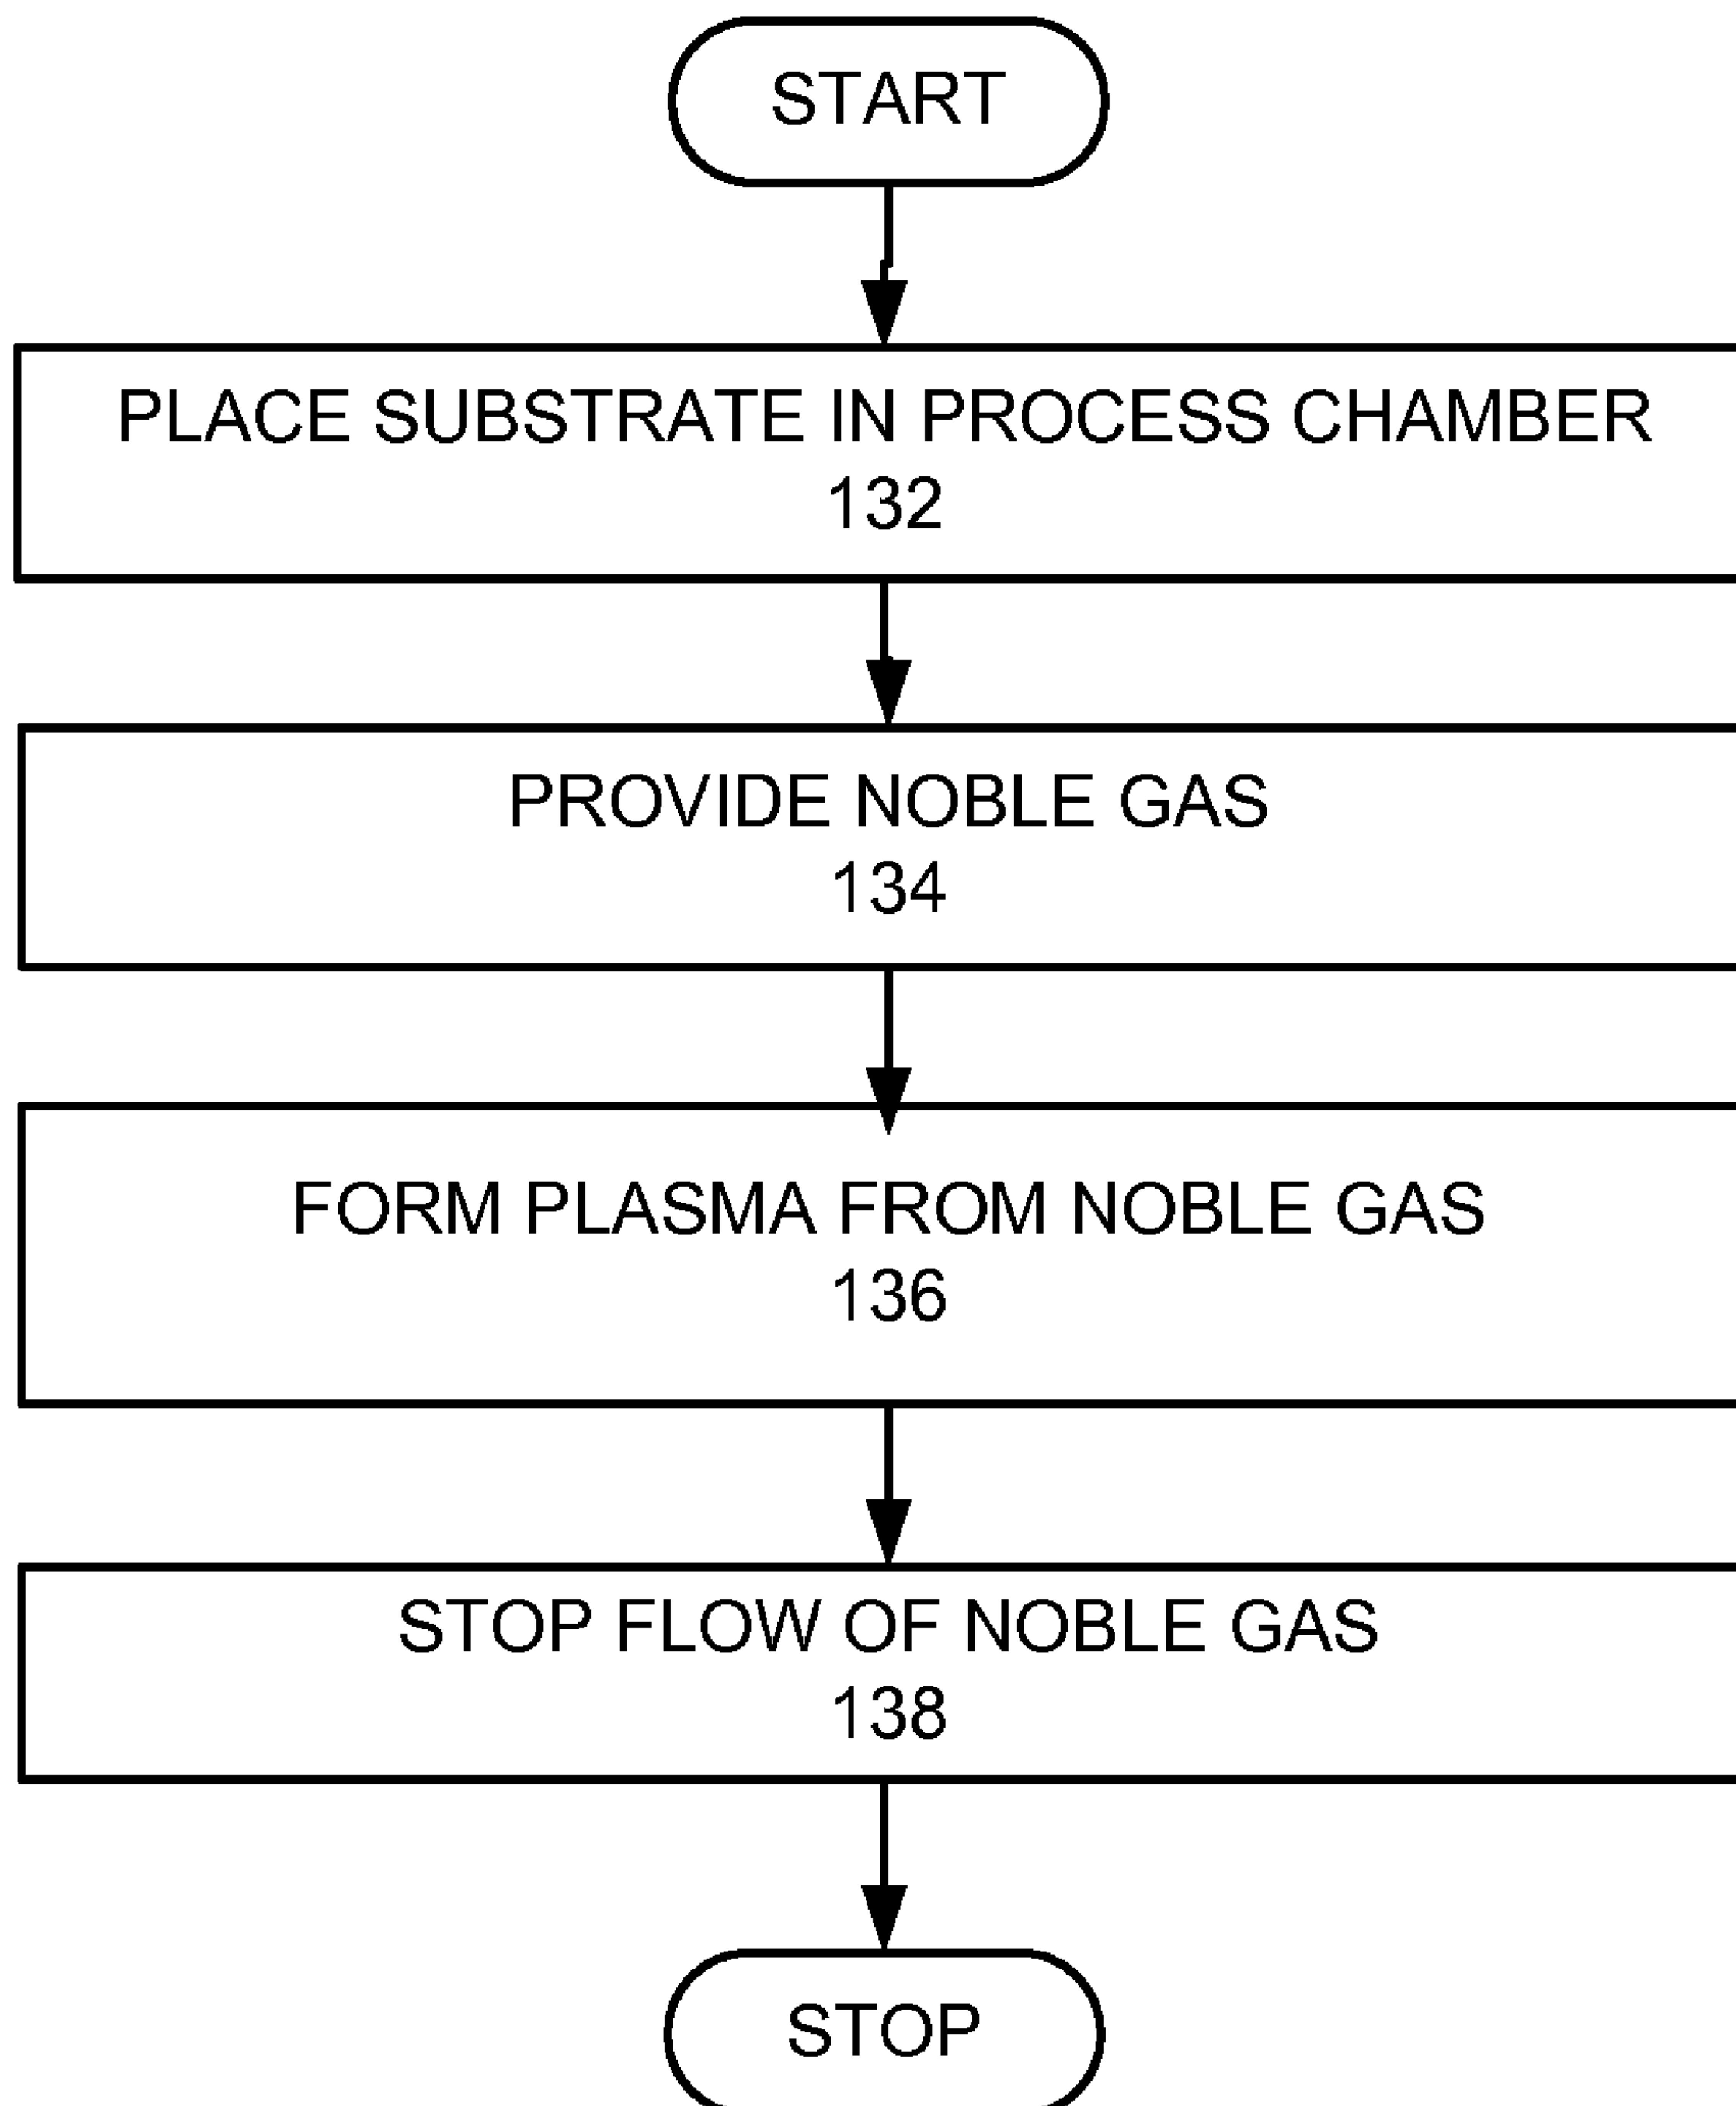 START
PLACE SUBSTRATE IN PROCESS CHAMBER
132
PROVIDE NOBLE GAS
134
FORM PLASMA FROM NOBLE GAS
136
STOP FLOW OF NOBLE GAS
138
STOP